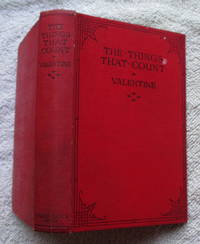 THE
THINGS
THAT
COUNT
VALENTINE
THE THINGS
THAT COUNT
VALENTINE